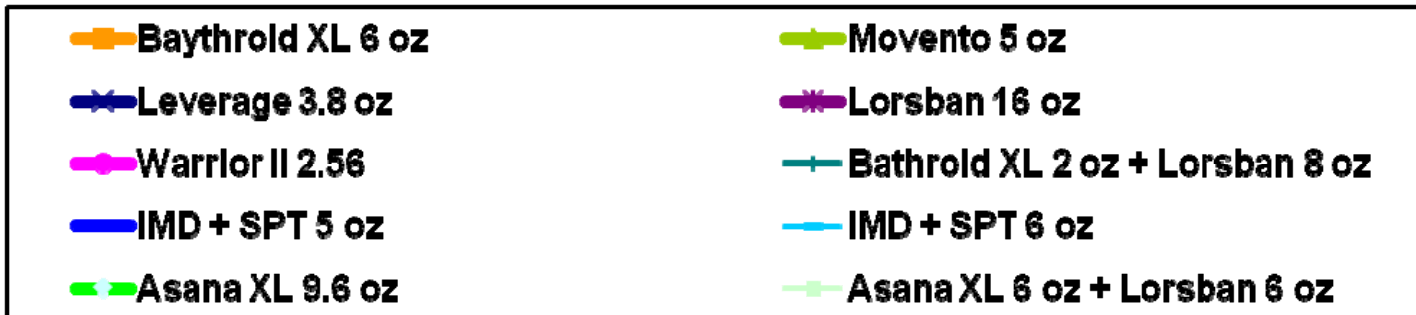 Baythroid XL 6 oz
Movento 5 oz
Leverage 3.8 oz
Lorsban 16 oz
Warrior II 2.56
Bathroid XL 2 oz + Lorsban 8 oz
IMD + SPT 5 oz
IMD + SPT 6 oz
Asana XL 9.6 oz
Asana XL 6 oz + Lorsban 6 oz